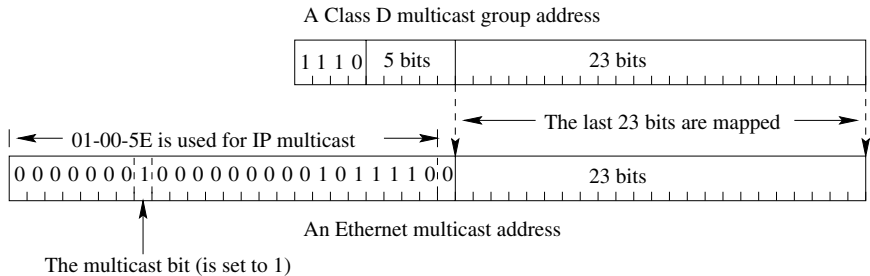 A Class D multicast group address
1 1 1 0 5 bits 23 bits
01-00-5E is used for IP multicast The last 23 bits are mapped
0 0 0 0 0 0 0 1 0 0 0 0 0 0 0 0 0 1 0 1 1 1 1 0 0 23 bits
An Ethernet multicast address
The multicast bit (is set to 1)